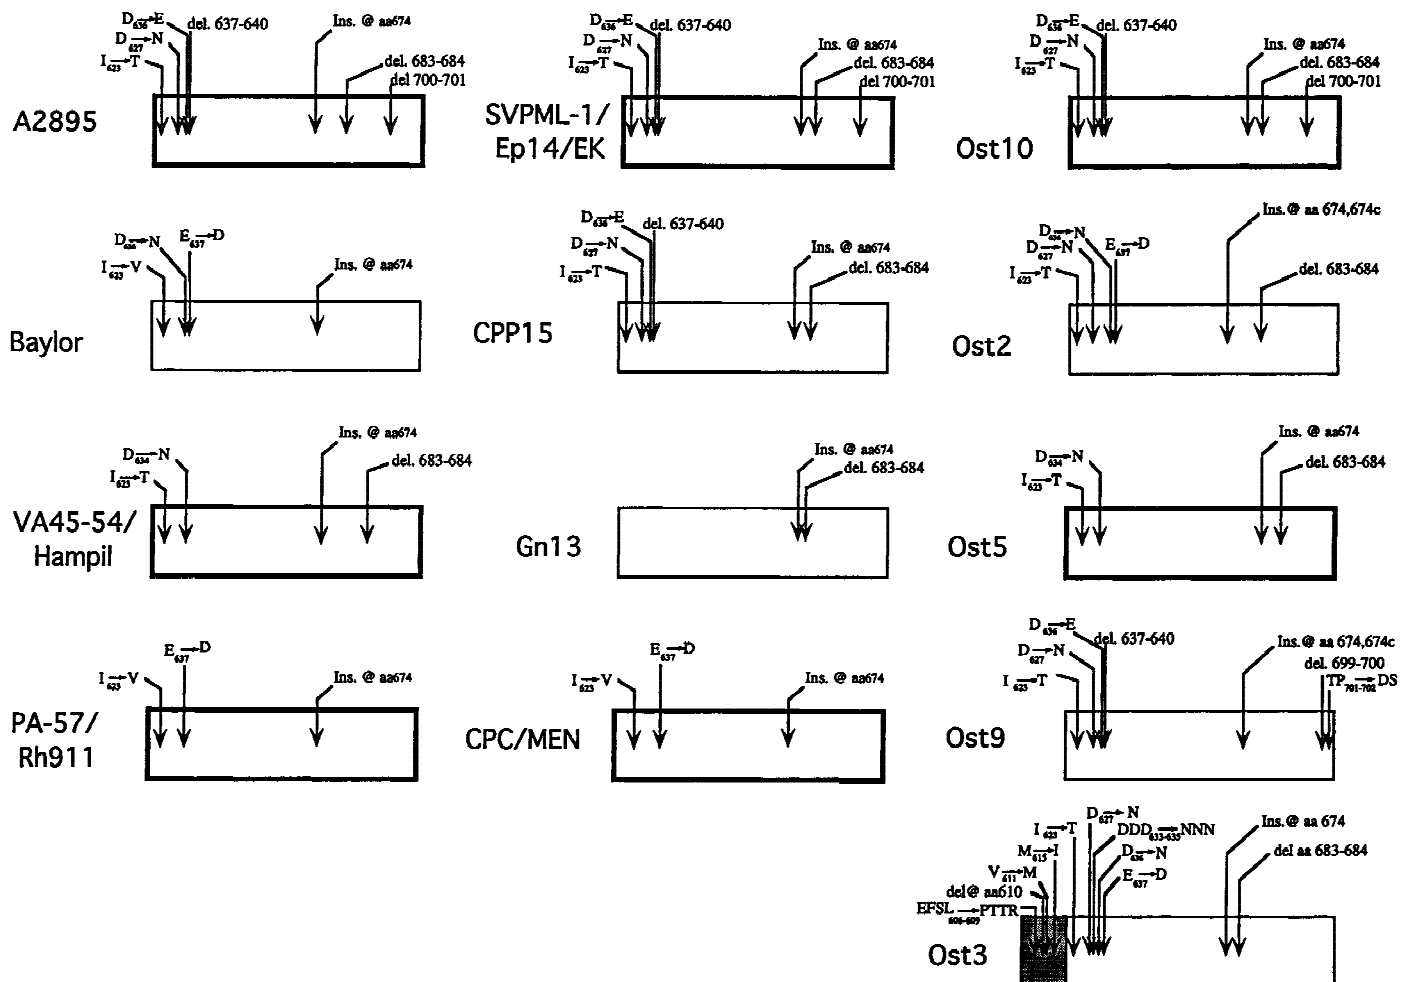 D636→E
del. 637-640
D627→N
I623→T
Ins. @ aa674
del. 683-684
del 700-701
A2895
D636→E
del. 637-640
D627→N
I623→T
Ins. @ aa674
del. 683-684
del 700-701
SVPML-1/
Ep14/EK
D636→E
del. 637-640
D627→N
I623→T
Ins. @ aa674
del. 683-684
del 700-701
Ost10
D636→N
E637→D
I623→V
Ins. @ aa674
Baylor
D636→E
del. 637-640
D627→N
I623→T
Ins. @ aa674
del. 683-684
CPP15
D636→N
D627→N
E637→D
I623→T
Ins.@ aa 674,674c
del. 683-684
Ost2
D634→N
I623→T
Ins. @ aa674
del. 683-684
VA45-54/
Hampil
Ins. @ aa674
del. 683-684
Gn13
D634→N
I623→T
Ins. @ aa674
del. 683-684
Ost5
E637→D
I623→V
Ins. @ aa674
PA-57/
Rh911
E637→D
I623→V
Ins. @ aa674
CPC/MEN
D636→E
del. 637-640
D627→N
I623→T
Ins.@ aa 674,674c
del. 699-700
TP701-702→DS
Ost9
D627→N
I623→T
DDD633-635→NNN
M615→I
D636→N
V611→M
E637→D
del@ aa610
EFSL606-609→PTTR
Ins.@ aa 674
del aa 683-684
Ost3